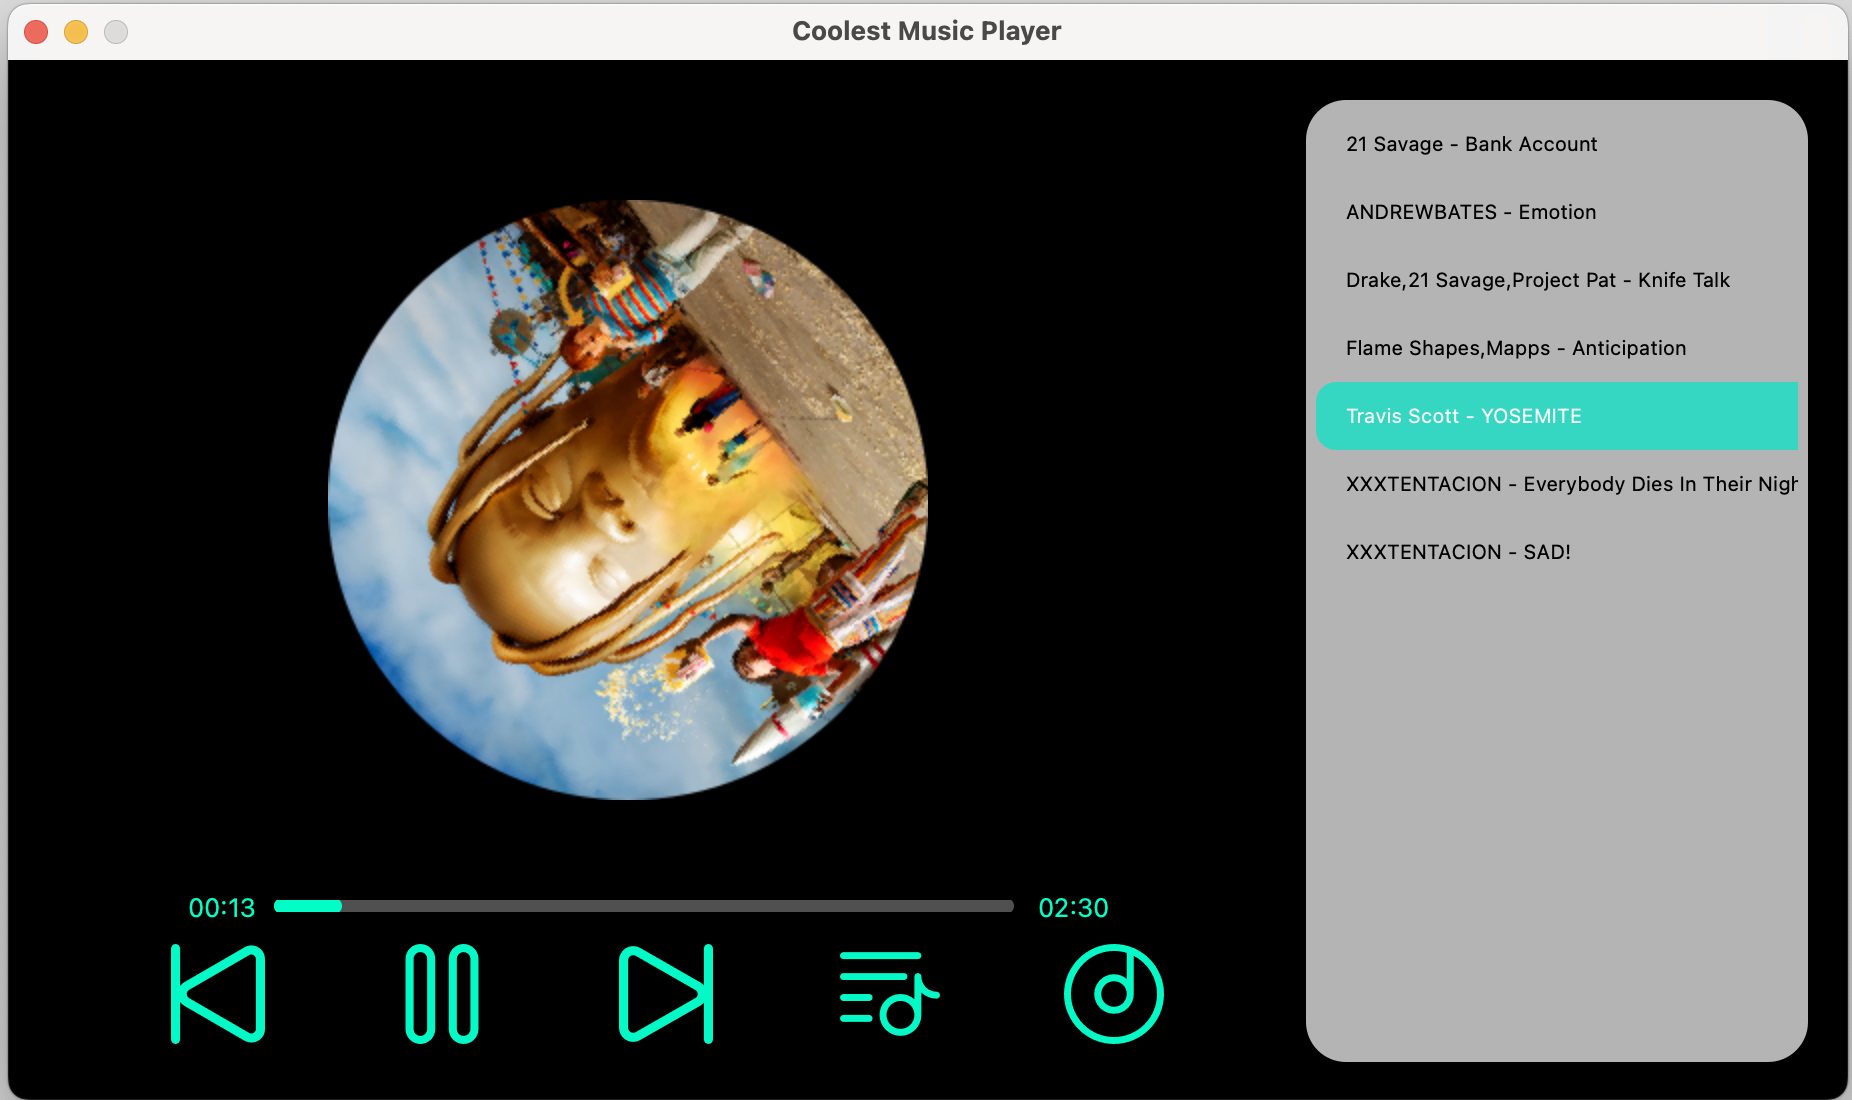 Coolest Music Player
21 Savage - Bank Account
ANDREWBATES - Emotion
Drake,21 Savage,Project Pat - Knife Talk
Flame Shapes,Mapps - Anticipation
Travis Scott - YOSEMITE
XXXTENTACION - Everybody Dies In Their Nigh
XXXTENTACION - SAD!
00:13
02:30